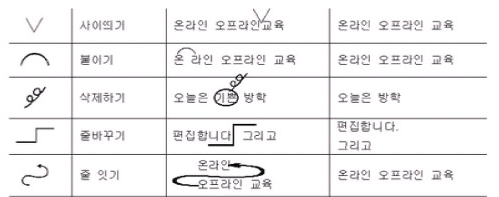 사이띄기 온라인 오프라인교육 온라인 오프라인 교육
붙이기 온 라인 오프라인 교육 온라인 오프라인 교육
삭제하기 오늘은 이쁜 방학 오늘은 방학
줄바꾸기 편집합니다. 그리고 편집합니다.
그리고
줄 잇기 온라인
오프라인 교육 온라인 오프라인 교육